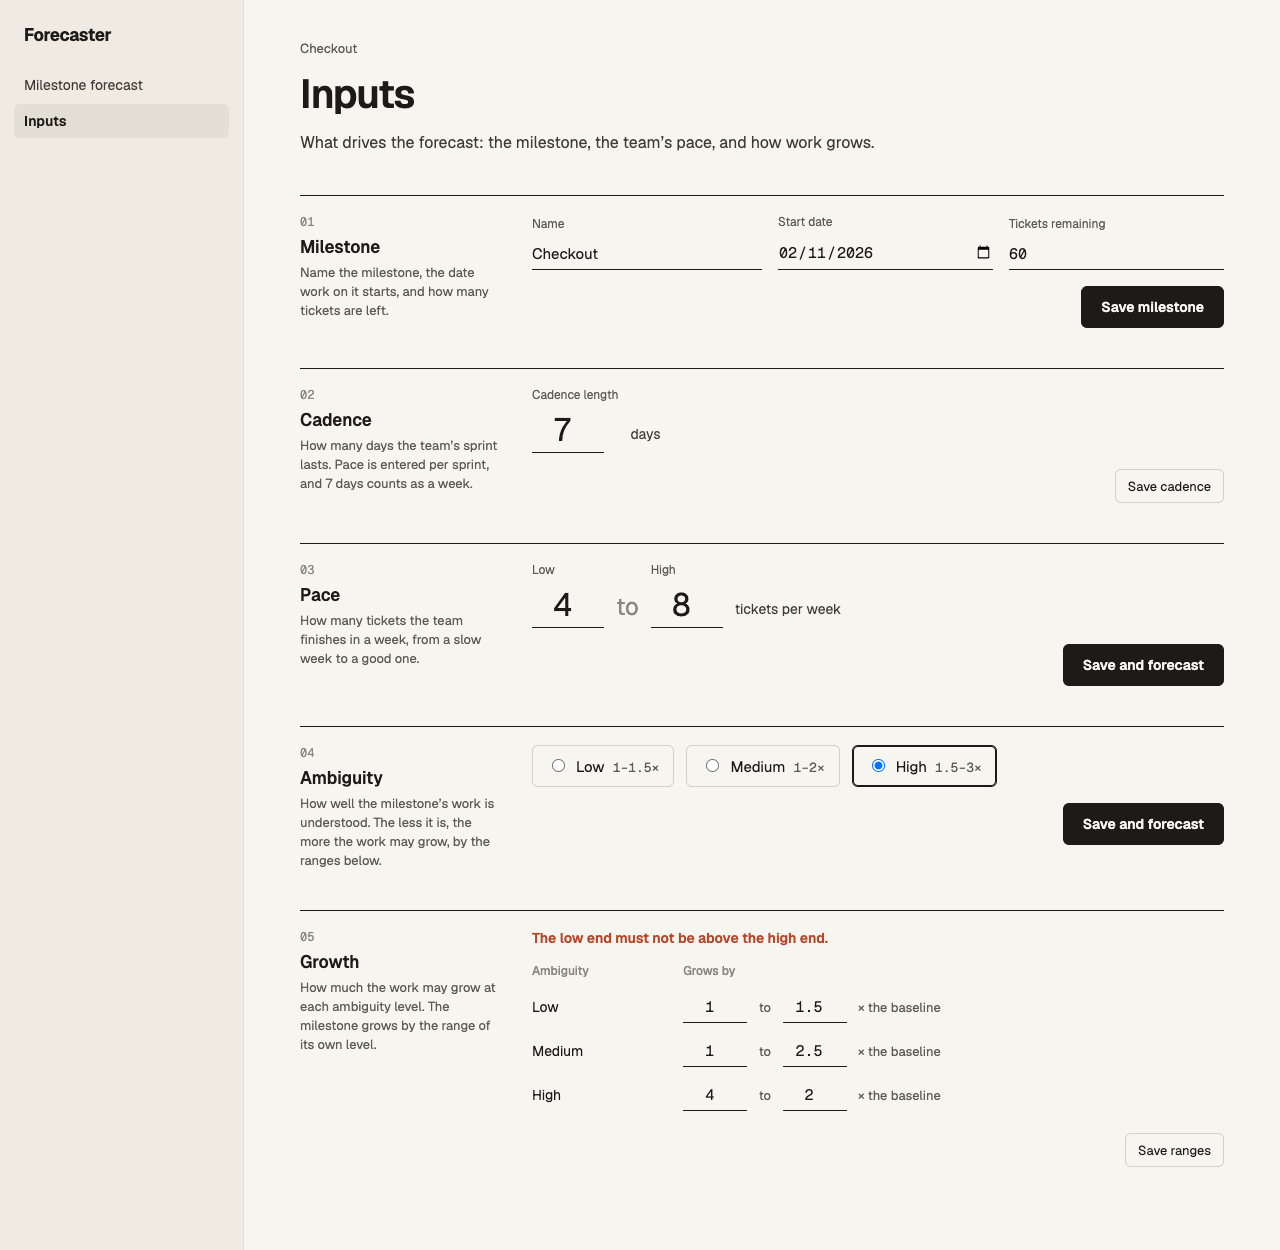 Forecaster
Milestone forecast
Inputs
Checkout
Inputs
What drives the forecast: the milestone, the team’s pace, and how work grows.
01
Milestone
Name the milestone, the date
work on it starts, and how many
tickets are left.
Name
Start date
Tickets remaining
Checkout
02/11/2026
60
Save milestone
02
Cadence
How many days the team’s sprint
lasts. Pace is entered per sprint,
and 7 days counts as a week.
Cadence length
7 days
Save cadence
03
Pace
How many tickets the team
finishes in a week, from a slow
week to a good one.
Low
High
4 to 8 tickets per week
Save and forecast
04
Ambiguity
How well the milestone’s work is
understood. The less it is, the
more the work may grow, by the
ranges below.
Low 1–1.5×
Medium 1–2×
High 1.5–3×
Save and forecast
05
Growth
How much the work may grow at
each ambiguity level. The
milestone grows by the range of
its own level.
The low end must not be above the high end.
Ambiguity
Grows by
Low 1 to 1.5 × the baseline
Medium 1 to 2.5 × the baseline
High 4 to 2 × the baseline
Save ranges